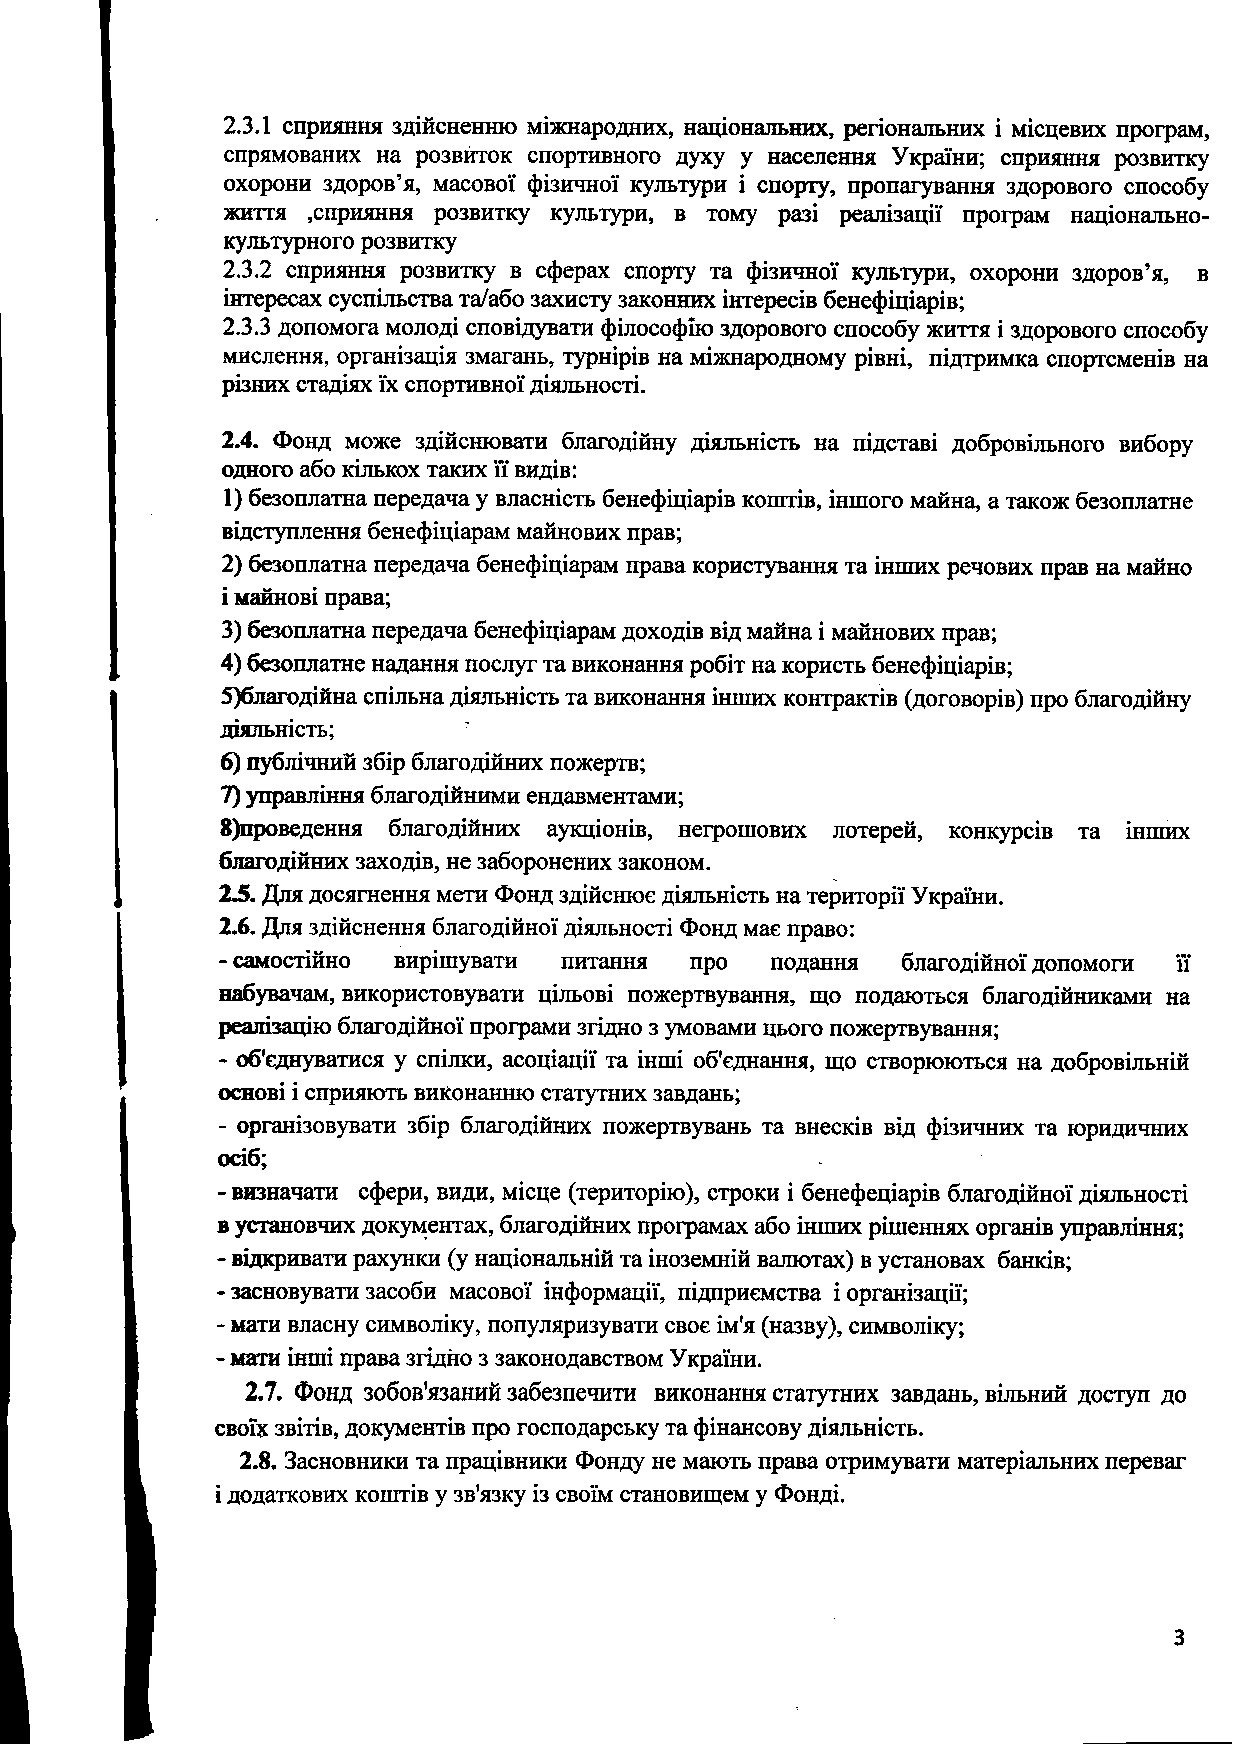 2.3.1 сприяння здійсненню міжнародних, національних, регіональних і місцевих програм,
спрямованих на розвиток спортивного духу у населення України; сприяння розвитку
охорони здоров’я, масової фізичної культури і спорту, пропагування здорового способу
життя ,сприяння розвитку культури, в тому разі реалізації програм національно-
культурного розвитку
2.3.2 сприяння розвитку в сферах спорту та фізичної культури, охорони здоров’я, в
інтересах суспільства та/або захисту законних інтересів бенефіціарів;
2.3.3 допомога молоді сповідувати філософію здорового способу життя і здорового способу
мислення, організація змагань, турнірів на міжнародному рівні, підтримка спортсменів на
різних стадіях їх спортивної діяльності.
2.4. Фонд може здійснювати благодійну діяльність на підставі добровільного вибору
одного або кількох таких її видів:
1) безоплатна передача у власність бенефіціарів коштів, іншого майна, а також безоплатне
відступлення бенефіціарам майнових прав;
2) безоплатна передача бенефіціарам права користування та інших речових прав на майно
і майнові права;
3) безоплатна передача бенефіціарам доходів від майна і майнових прав;
4) безоплатне надання послуг та виконання робіт на користь бенефіціарів;
5)благодійна спільна діяльність та виконання інших контрактів (договорів) про благодійну
діяльність;
6) публічний збір благодійних пожертв;
7) управління благодійними ендавментами;
8)проведення благодійних аукціонів, негрошових лотерей, конкурсів та інших
благодійних заходів, не заборонених законом.
2.5. Для досягнення мети Фонд здійснює діяльність на території України.
2.6. Для здійснення благодійної діяльності Фонд має право:
- самостійно вирішувати питання про подання благодійної допомоги її
набувачам, використовувати цільові пожертвування, що подаються благодійниками на
реалізацію благодійної програми згідно з умовами цього пожертвування;
- об'єднуватися у спілки, асоціації та інші об'єднання, що створюються на добровільній
основі і сприяють виконанню статутних завдань;
- організовувати збір благодійних пожертвувань та внесків від фізичних та юридичних
осіб;
- визначати сфери, види, місце (територію), строки і бенефеціарів благодійної діяльності
в установчих документах, благодійних програмах або інших рішеннях органів управління;
- відкривати рахунки (у національній та іноземній валютах) в установах банків;
- засновувати засоби масової інформації, підприємства і організації;
- мати власну символіку, популяризувати своє ім'я (назву), символіку;
- мати інші права згідно з законодавством України.
2.7. Фонд зобов'язаний забезпечити виконання статутних завдань, вільний доступ до
своїх звітів, документів про господарську та фінансову діяльність.
2.8. Засновники та працівники Фонду не мають права отримувати матеріальних переваг
і додаткових коштів у зв'язку із своїм становищем у Фонді.
3